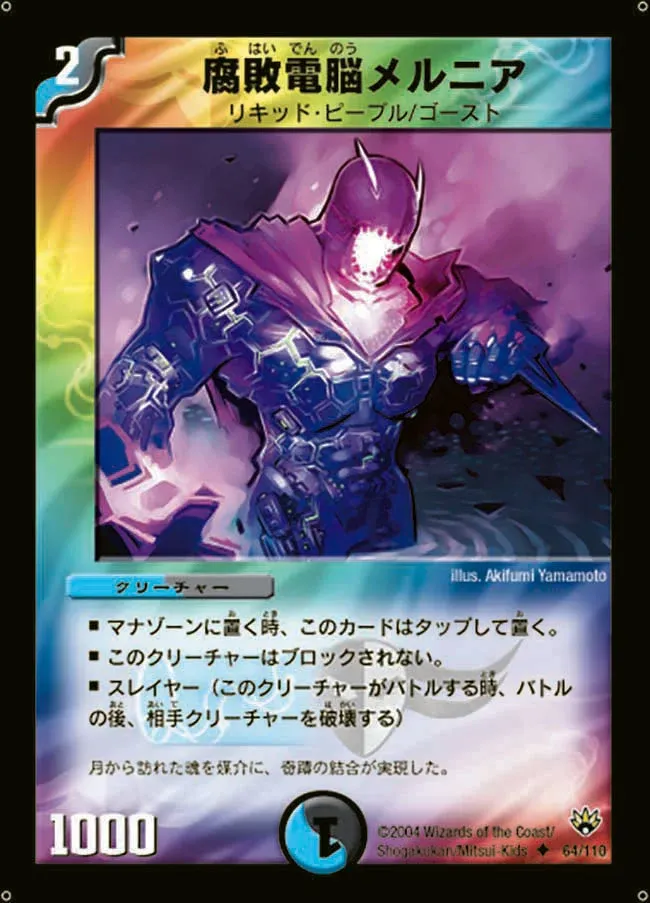 2
ふ はい でん のう
腐敗電脳メルニア
リキッド・ピープル/ゴースト
illus. Akifumi Yamamoto
クリーチャー
■ マナゾーンに置く時、このカードはタップして置く。
■ このクリーチャーはブロックされない。
■ スレイヤー(このクリーチャーがバトルする時、バトル
の後、相手クリーチャーを破壊する)
月から訪れた魂を媒介に、奇蹟の結合が実現した。
1000
1
©2004 Wizards of the Coast/
Shogakukan/Mitsui-Kids ◆ 64/110